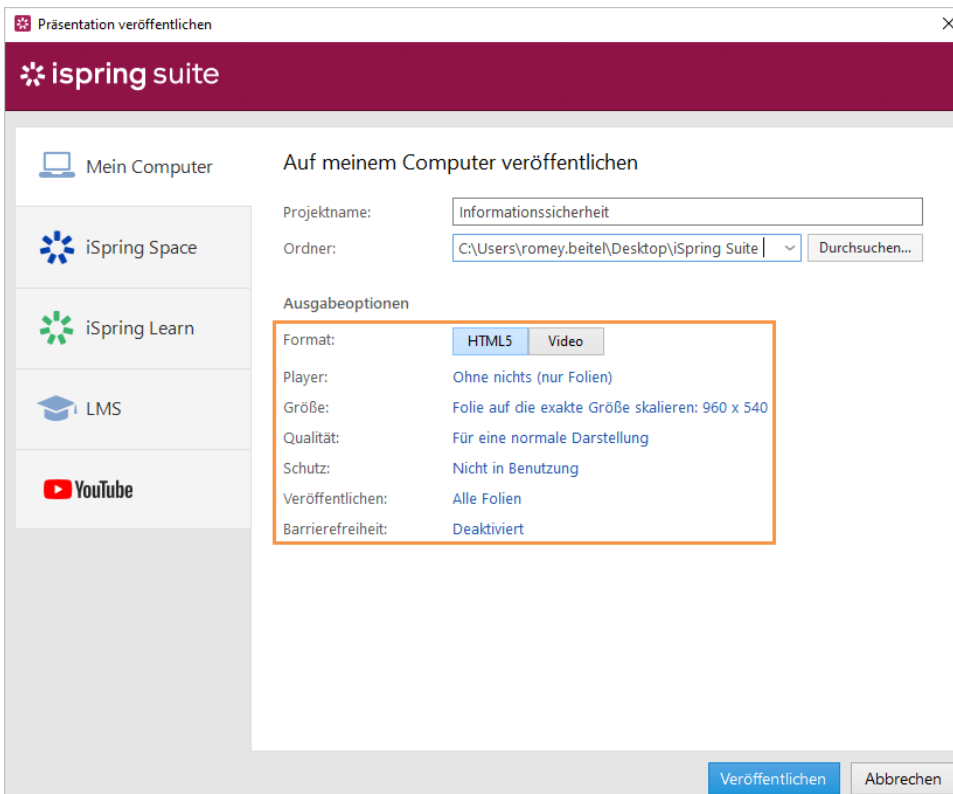 Präsentation veröffentlichen
ispring suite
Mein Computer
iSpring Space
iSpring Learn
LMS
YouTube
Auf meinem Computer veröffentlichen
Projektname: Informationssicherheit
Ordner: C:\Users\romey.beitel\Desktop\iSpring Suite Durchsuchen...
Ausgabeoptionen
Format: HTML5 Video
Player: Ohne nichts (nur Folien)
Größe: Folie auf die exakte Größe skalieren: 960 x 540
Qualität: Für eine normale Darstellung
Schutz: Nicht in Benutzung
Veröffentlichen: Alle Folien
Barrierefreiheit: Deaktiviert
Veröffentlichen Abbrechen